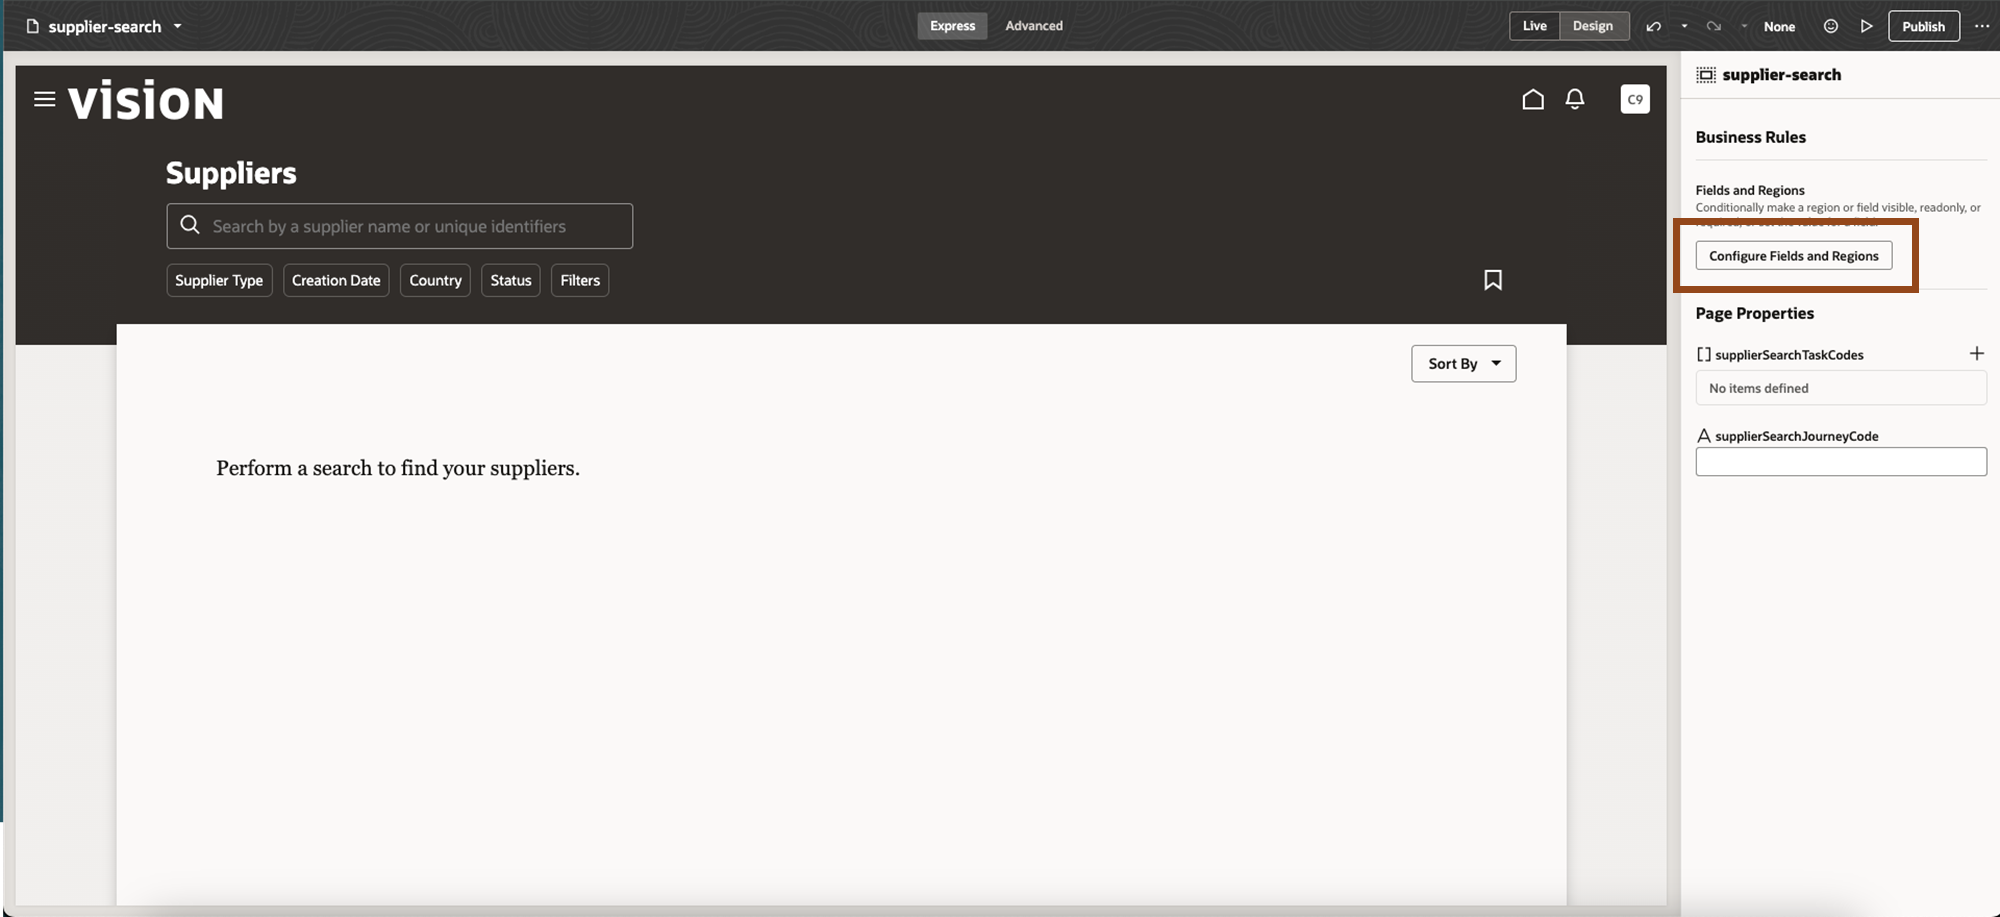 supplier-search
Express
Advanced
Live
Design
None
Publish
VISION
C9
Suppliers
Search by a supplier name or unique identifiers
Supplier Type
Creation Date
Country
Status
Filters
Sort By
Perform a search to find your suppliers.
supplier-search
Business Rules
Fields and Regions
Conditionally make a region or field visible, readonly, or
Configure Fields and Regions
Page Properties
[] supplierSearchTaskCodes
No items defined
A supplierSearchJourneyCode